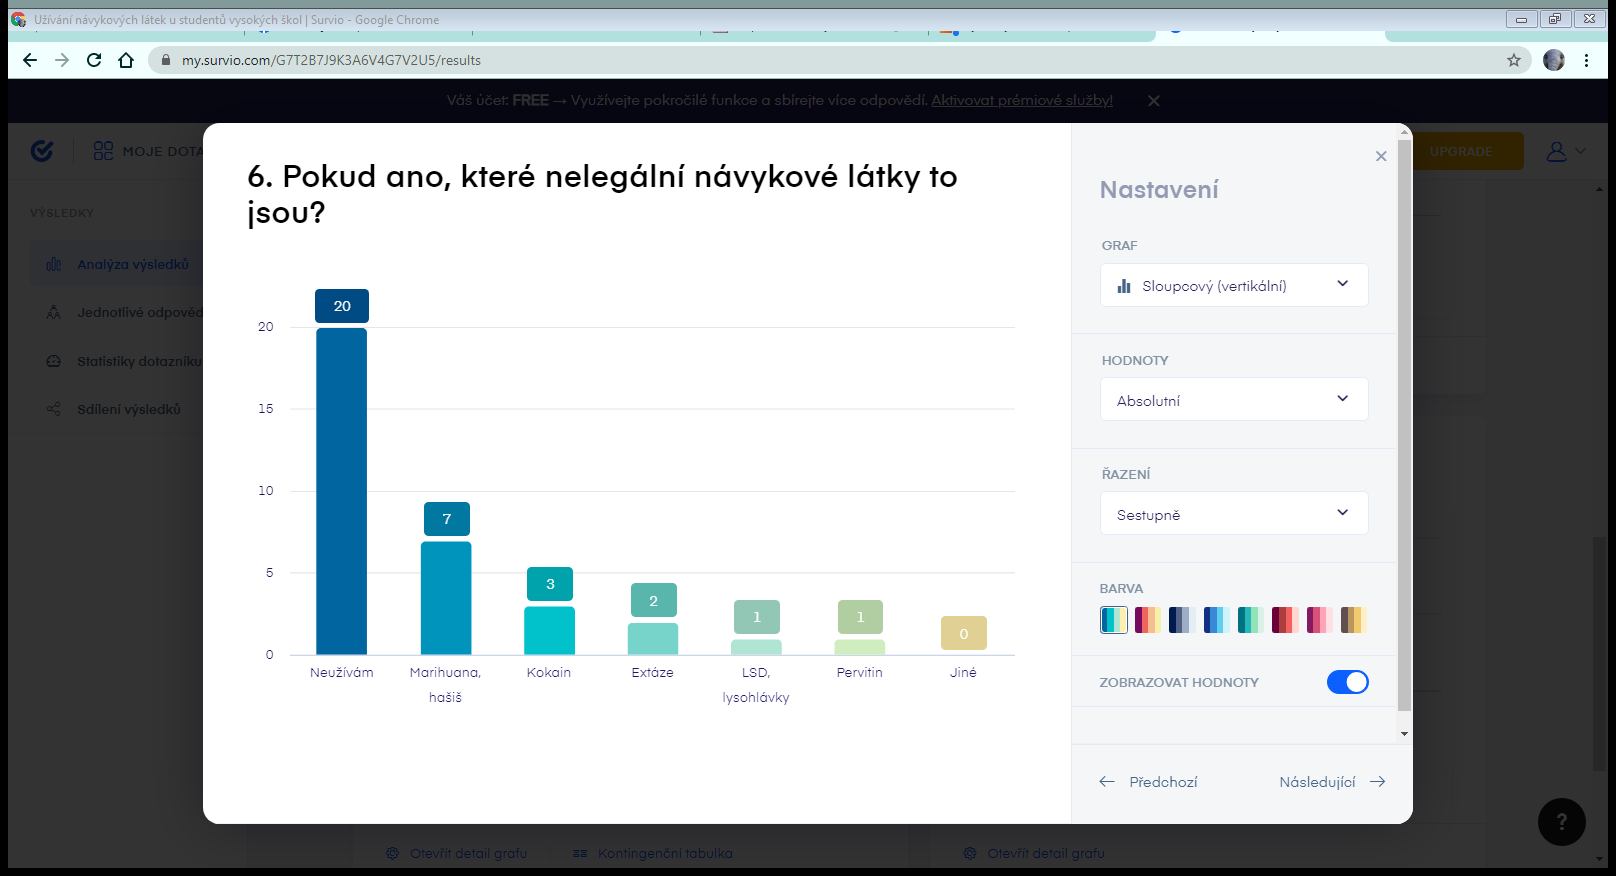 Užívání návykových látek u studentů vysokých škol | Survio - Google Chrome
my.survio.com/G7T2B7J9K3A6V4G7V2U5/results
Váš účet: FREE → Využívejte pokročilé funkce a sbírejte více odpovědí. Aktivovat prémiové služby!
MOJE DOTA
UPGRADE
VÝSLEDKY
Analýza výsledků
Jednotlivé odpověd
Statistiky dotazníku
Sdílení výsledků
6. Pokud ano, které nelegální návykové látky to
jsou?
20
15
10
5
0
20
7
3
2
1
1
0
Neužívám
Marihuana,
hašiš
Kokain
Extáze
LSD,
lysohlávky
Pervitin
Jiné
Nastavení
GRAF
Sloupcový (vertikální)
HODNOTY
Absolutní
ŘAZENÍ
Sestupně
BARVA
ZOBRAZOVAT HODNOTY
Předchozí
Následující
?
Otevřít detail grafu
Kontingenční tabulka
Otevřít detail grafu